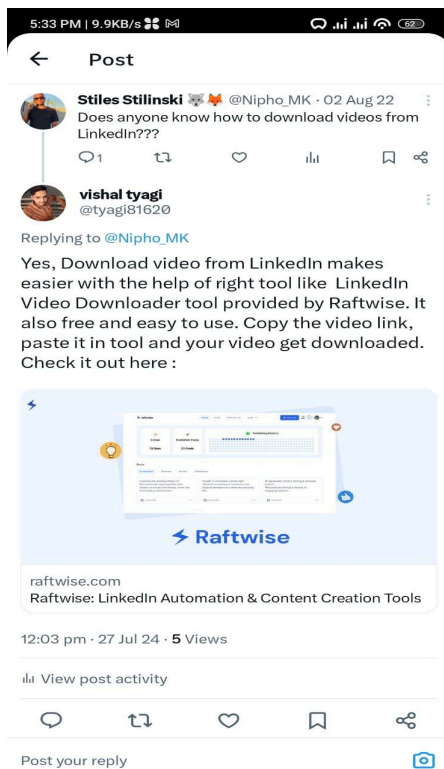 5:33 PM | 9.9KB/s
62
Post
Stiles Stilinski 🐺🦊 @Nipho_MK · 02 Aug 22
Does anyone know how to download videos from
LinkedIn???
1
vishal tyagi
@tyagi81620
Replying to @Nipho_MK
Yes, Download video from LinkedIn makes
easier with the help of right tool like LinkedIn
Video Downloader tool provided by Raftwise. It
also free and easy to use. Copy the video link,
paste it in tool and your video get downloaded.
Check it out here :
Raftwise
raftwise.com
Raftwise: LinkedIn Automation & Content Creation Tools
12:03 pm · 27 Jul 24 · 5 Views
View post activity
Post your reply